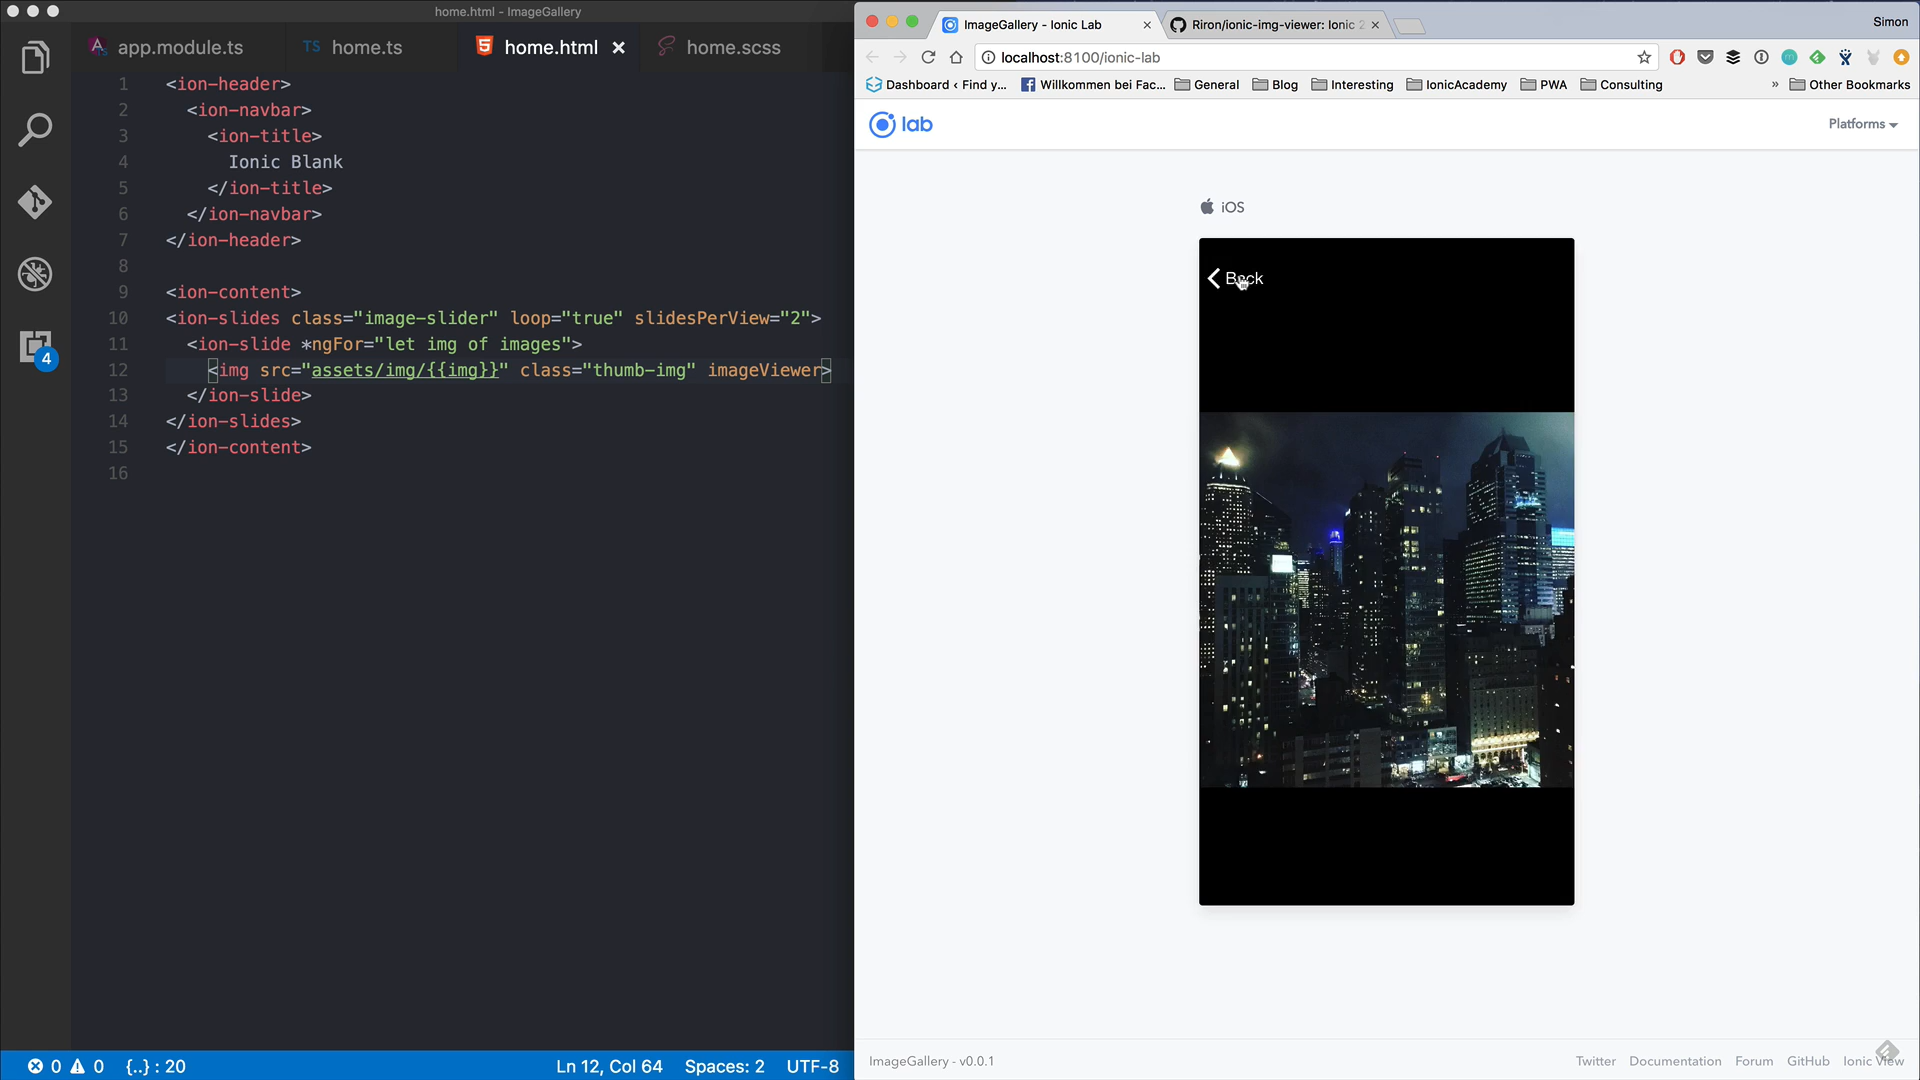 home.html - ImageGallery
app.module.ts
TS home.ts
home.html ×
home.scss
1 <ion-header>
2 <ion-navbar>
3 <ion-title>
4 Ionic Blank
5 </ion-title>
6 </ion-navbar>
7 </ion-header>
8
9 <ion-content>
10 <ion-slides class="image-slider" loop="true" slidesPerView="2">
11 <ion-slide *ngFor="let img of images">
12 <img src="assets/img/{{img}}" class="thumb-img" imageViewer>
13 </ion-slide>
14 </ion-slides>
15 </ion-content>
16
4
0 0 {..} : 20 Ln 12, Col 64 Spaces: 2 UTF-8
ImageGallery - Ionic Lab
Riron/ionic-img-viewer: Ionic 2
Simon
localhost:8100/ionic-lab
Dashboard ‹ Find y... Willkommen bei Fac... General Blog Interesting IonicAcademy PWA Consulting » Other Bookmarks
lab
Platforms
iOS
Back
ImageGallery - v0.0.1
Twitter Documentation Forum GitHub Ionic View